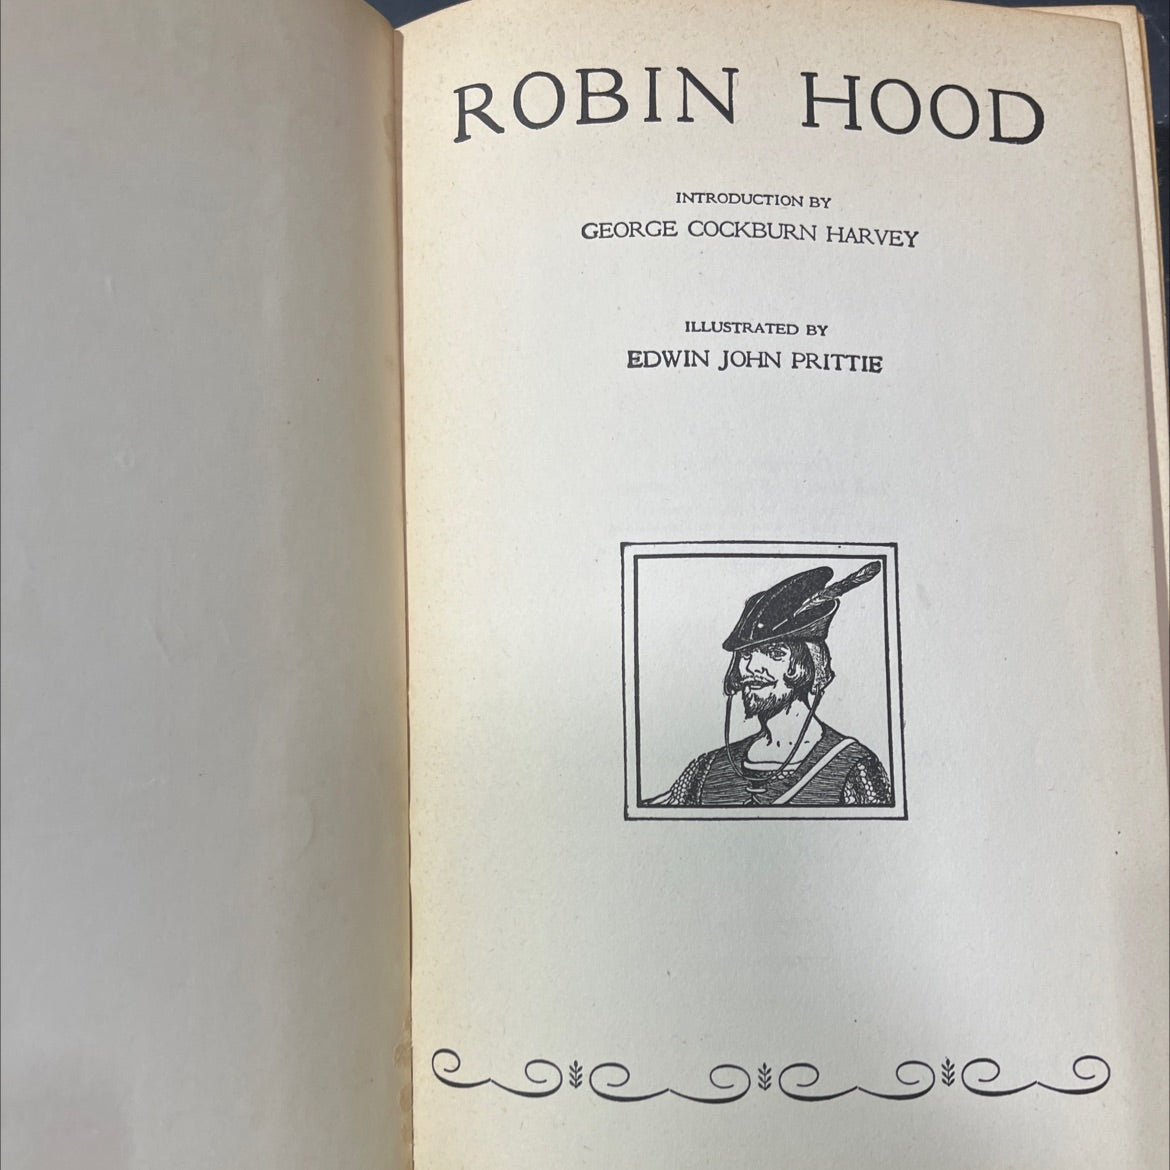 ROBIN HOOD
INTRODUCTION BY
GEORGE COCKBURN HARVEY
ILLUSTRATED BY
EDWIN JOHN PRITTIE